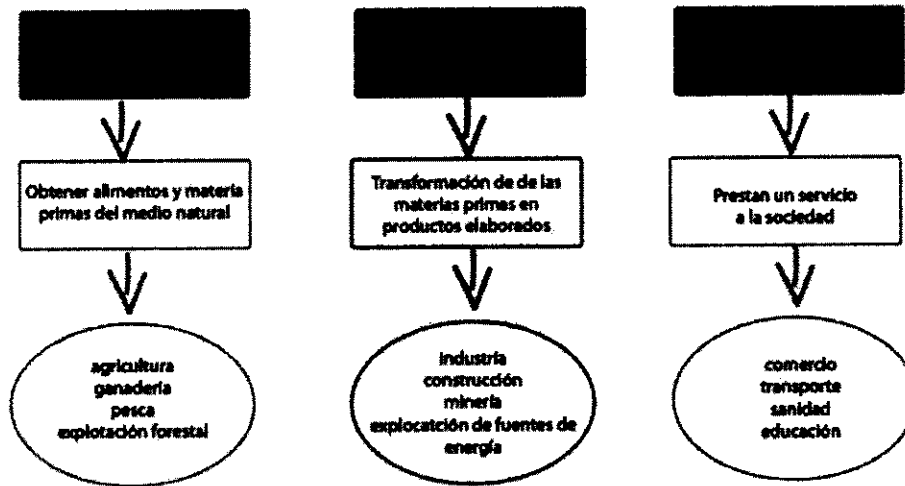 Obtener alimentos y materia
primas del medio natural
Transformación de de las
materias primas en
productos elaborados
Prestan un servicio
a la sociedad
agricultura
ganadería
pesca
explotación forestal
industria
construcción
minería
explocatción de fuentes de
energía
comercio
transporte
sanidad
educación